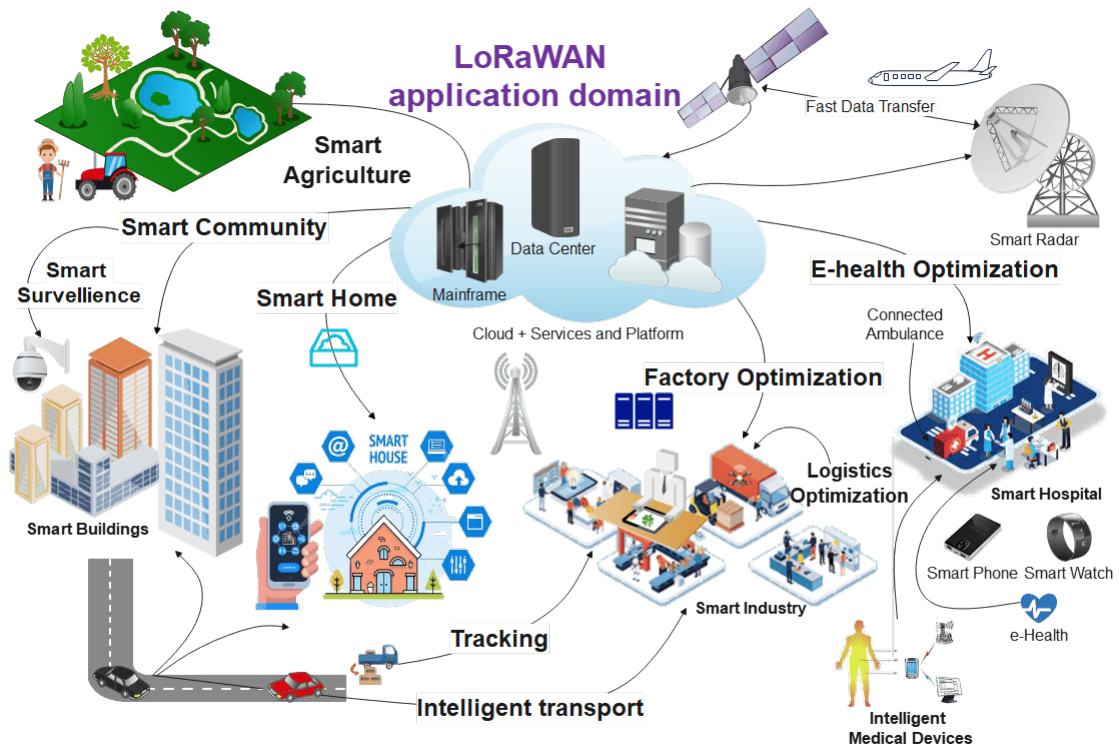 LoRaWAN
application domain
Fast Data Transfer
Smart
Agriculture
Smart Community
Data Center
Smart Radar
Smart
Survellience
Smart Home
Mainframe
E-health Optimization
Cloud + Services and Platform
Connected
Ambulance
Factory Optimization
H
SMART
HOUSE
@
Logistics
Optimization
Smart Hospital
Smart Buildings
Smart Phone
Smart Watch
Smart Industry
Tracking
e-Health
Intelligent transport
Intelligent
Medical Devices